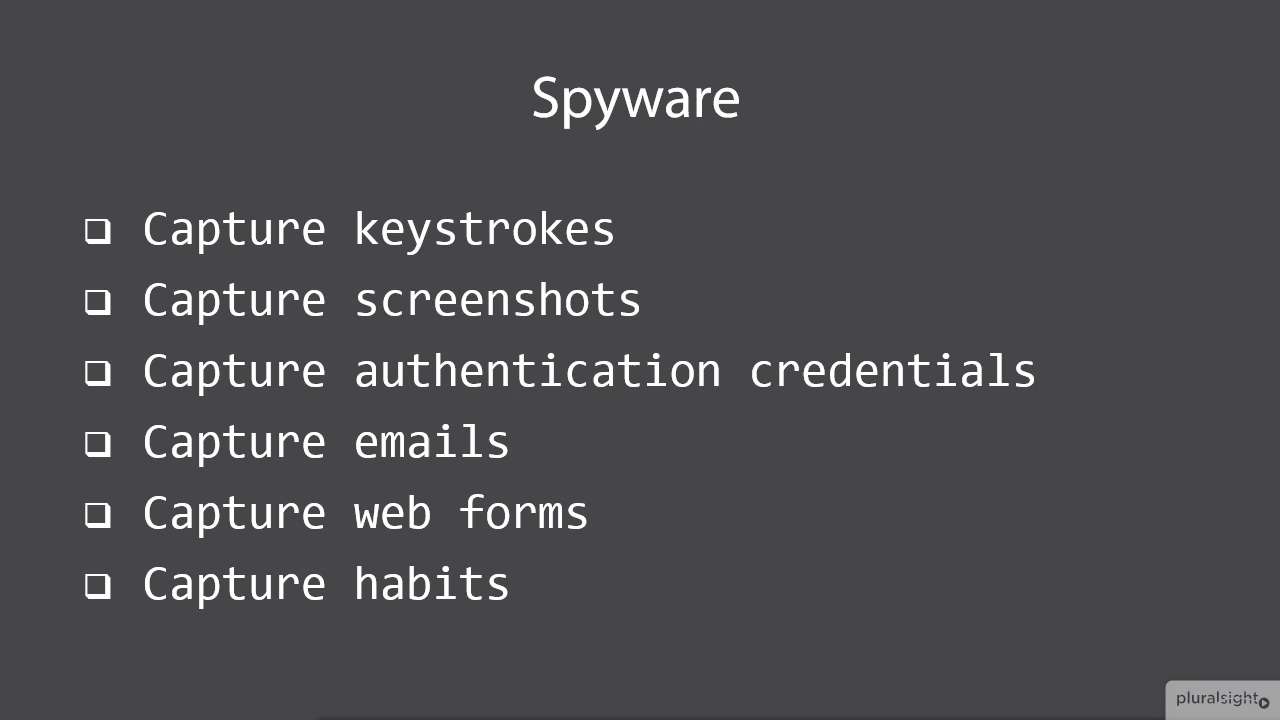 Spyware
❑ Capture keystrokes
❑ Capture screenshots
❑ Capture authentication credentials
❑ Capture emails
❑ Capture web forms
❑ Capture habits
pluralsight